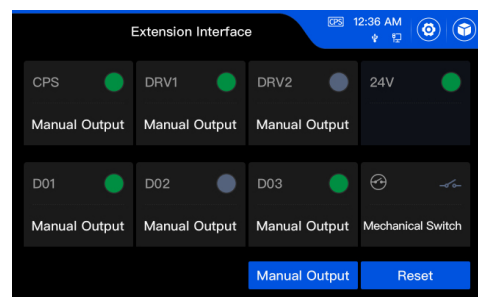 Extension Interface
CPS 12:36 AM
CPS DRV1 DRV2 24V
Manual Output Manual Output Manual Output
D01 D02 D03
Manual Output Manual Output Manual Output Mechanical Switch
Manual Output Reset